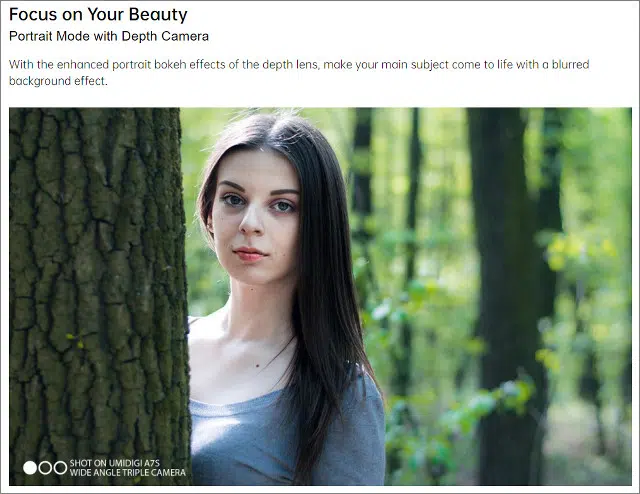 Focus on Your Beauty
Portrait Mode with Depth Camera
With the enhanced portrait bokeh effects of the depth lens, make your main subject come to life with a blurred
background effect.
SHOT ON UMIDIGI A7S
WIDE ANGLE TRIPLE CAMERA